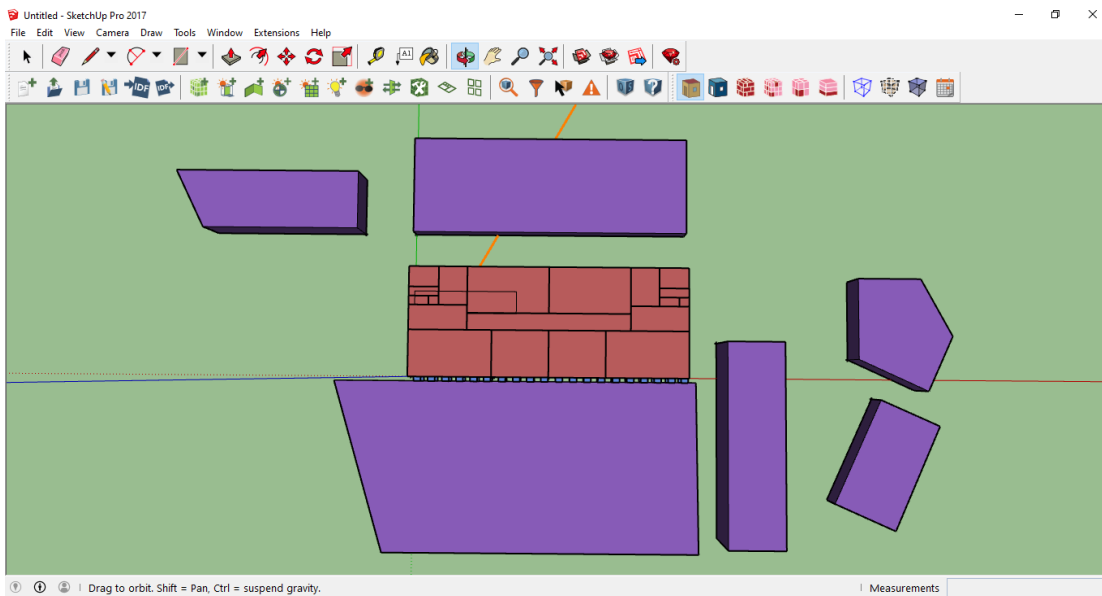 Untitled - SketchUp Pro 2017
File Edit View Camera Draw Tools Window Extensions Help
A1
IDF IDF
Drag to orbit. Shift = Pan, Ctrl = suspend gravity.
Measurements